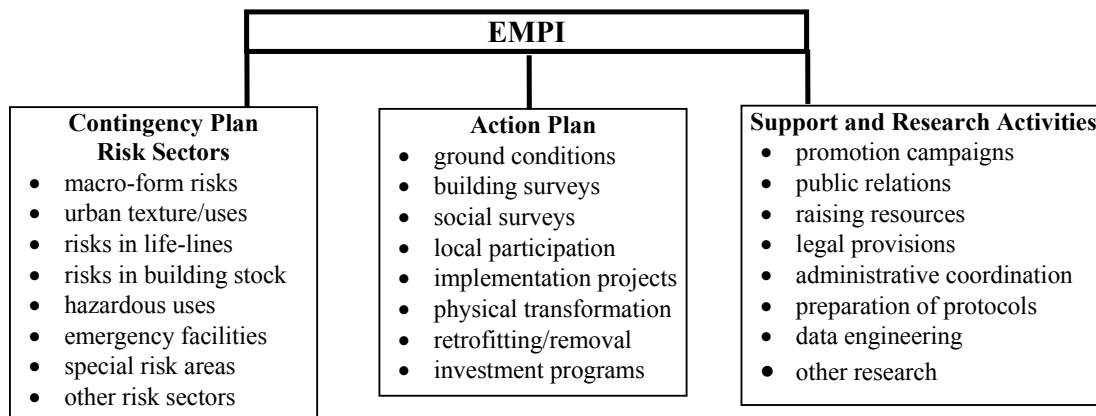 EMPI
Contingency Plan
Risk Sectors
• macro-form risks
• urban texture/uses
• risks in life-lines
• risks in building stock
• hazardous uses
• emergency facilities
• special risk areas
• other risk sectors
Action Plan
• ground conditions
• building surveys
• social surveys
• local participation
• implementation projects
• physical transformation
• retrofitting/removal
• investment programs
Support and Research Activities
• promotion campaigns
• public relations
• raising resources
• legal provisions
• administrative coordination
• preparation of protocols
• data engineering
• other research